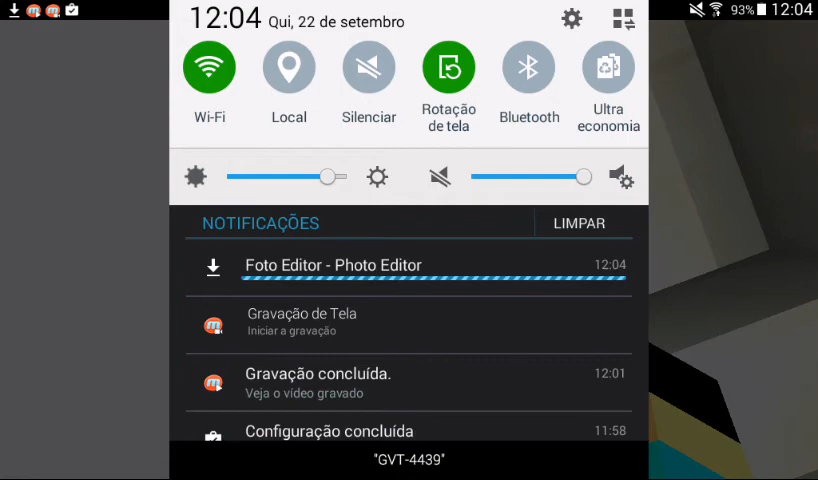 93% 12:04
12:04 Qui, 22 de setembro
Wi-Fi
Local
Silenciar
Rotação
de tela
Bluetooth
Ultra
economia
NOTIFICAÇÕES
LIMPAR
Foto Editor - Photo Editor 12:04
Gravação de Tela
Iniciar a gravação
Gravação concluída. 12:01
Veja o vídeo gravado
Configuração concluída 11:58
"GVT-4439"